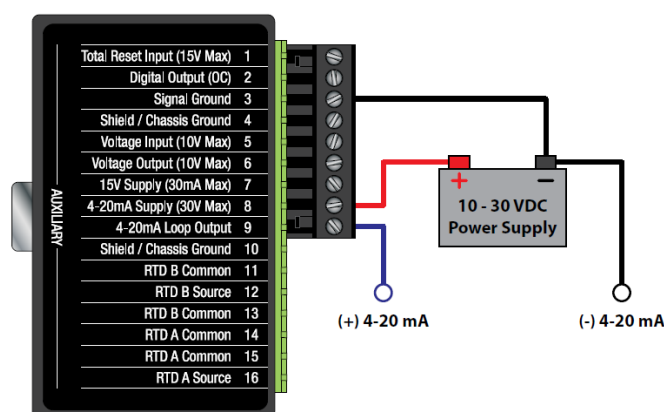 Total Reset Input (15V Max) 1
Digital Output (OC) 2
Signal Ground 3
Shield / Chassis Ground 4
Voltage Input (10V Max) 5
Voltage Output (10V Max) 6
15V Supply (30mA Max) 7
4-20mA Supply (30V Max) 8
4-20mA Loop Output 9
Shield / Chassis Ground 10
RTD B Common 11
RTD B Source 12
RTD B Common 13
RTD A Common 14
RTD A Common 15
RTD A Source 16
AUXILIARY
+ −
10 - 30 VDC
Power Supply
(+) 4-20 mA
(-) 4-20 mA